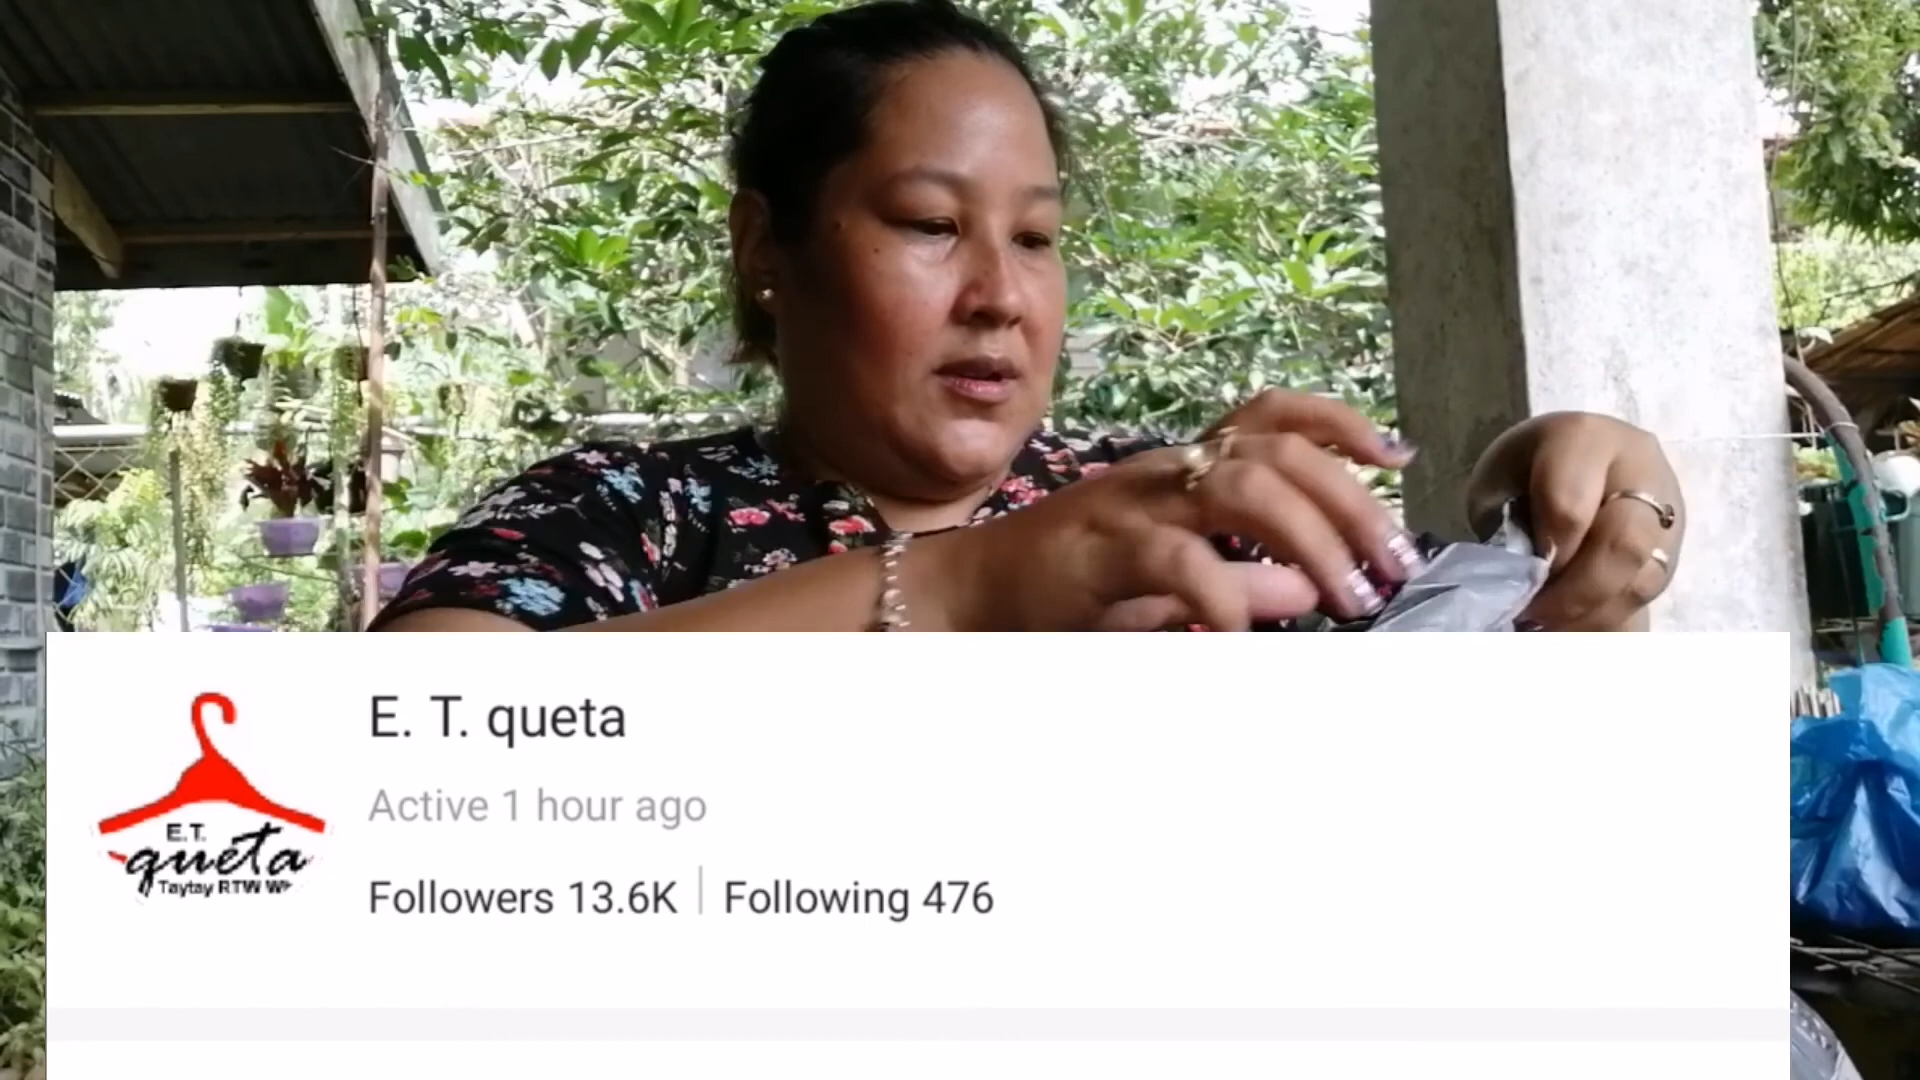 E. T. queta
Active 1 hour ago
Followers 13.6K Following 476
E.T.
queta
Taytay RTW